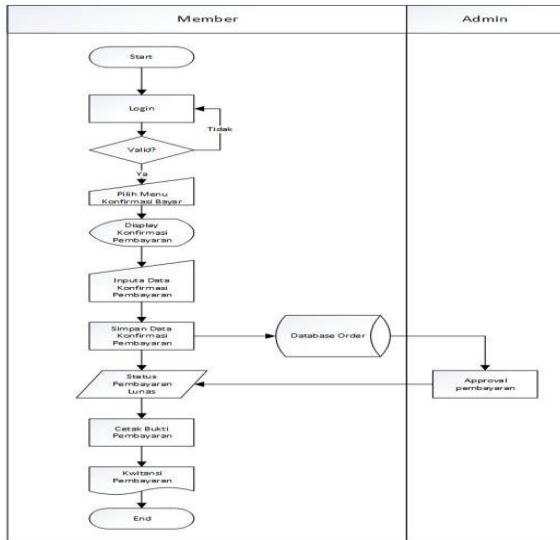 Member
Admin
Start
Login
Tidak
Valid?
Ya
Pilih Menu
Konfirmasi Bayar
Display
Konfirmasi
Pembayaran
Inputa Data
Konfirmasi
Pembayaran
Simpan Data
Konfirmasi
Pembayaran
Database Order
Status
Pembayaran
Lunas
Approval
pembayaran
Cetak Bukti
Pembayaran
Kwitansi
Pembayaran
End